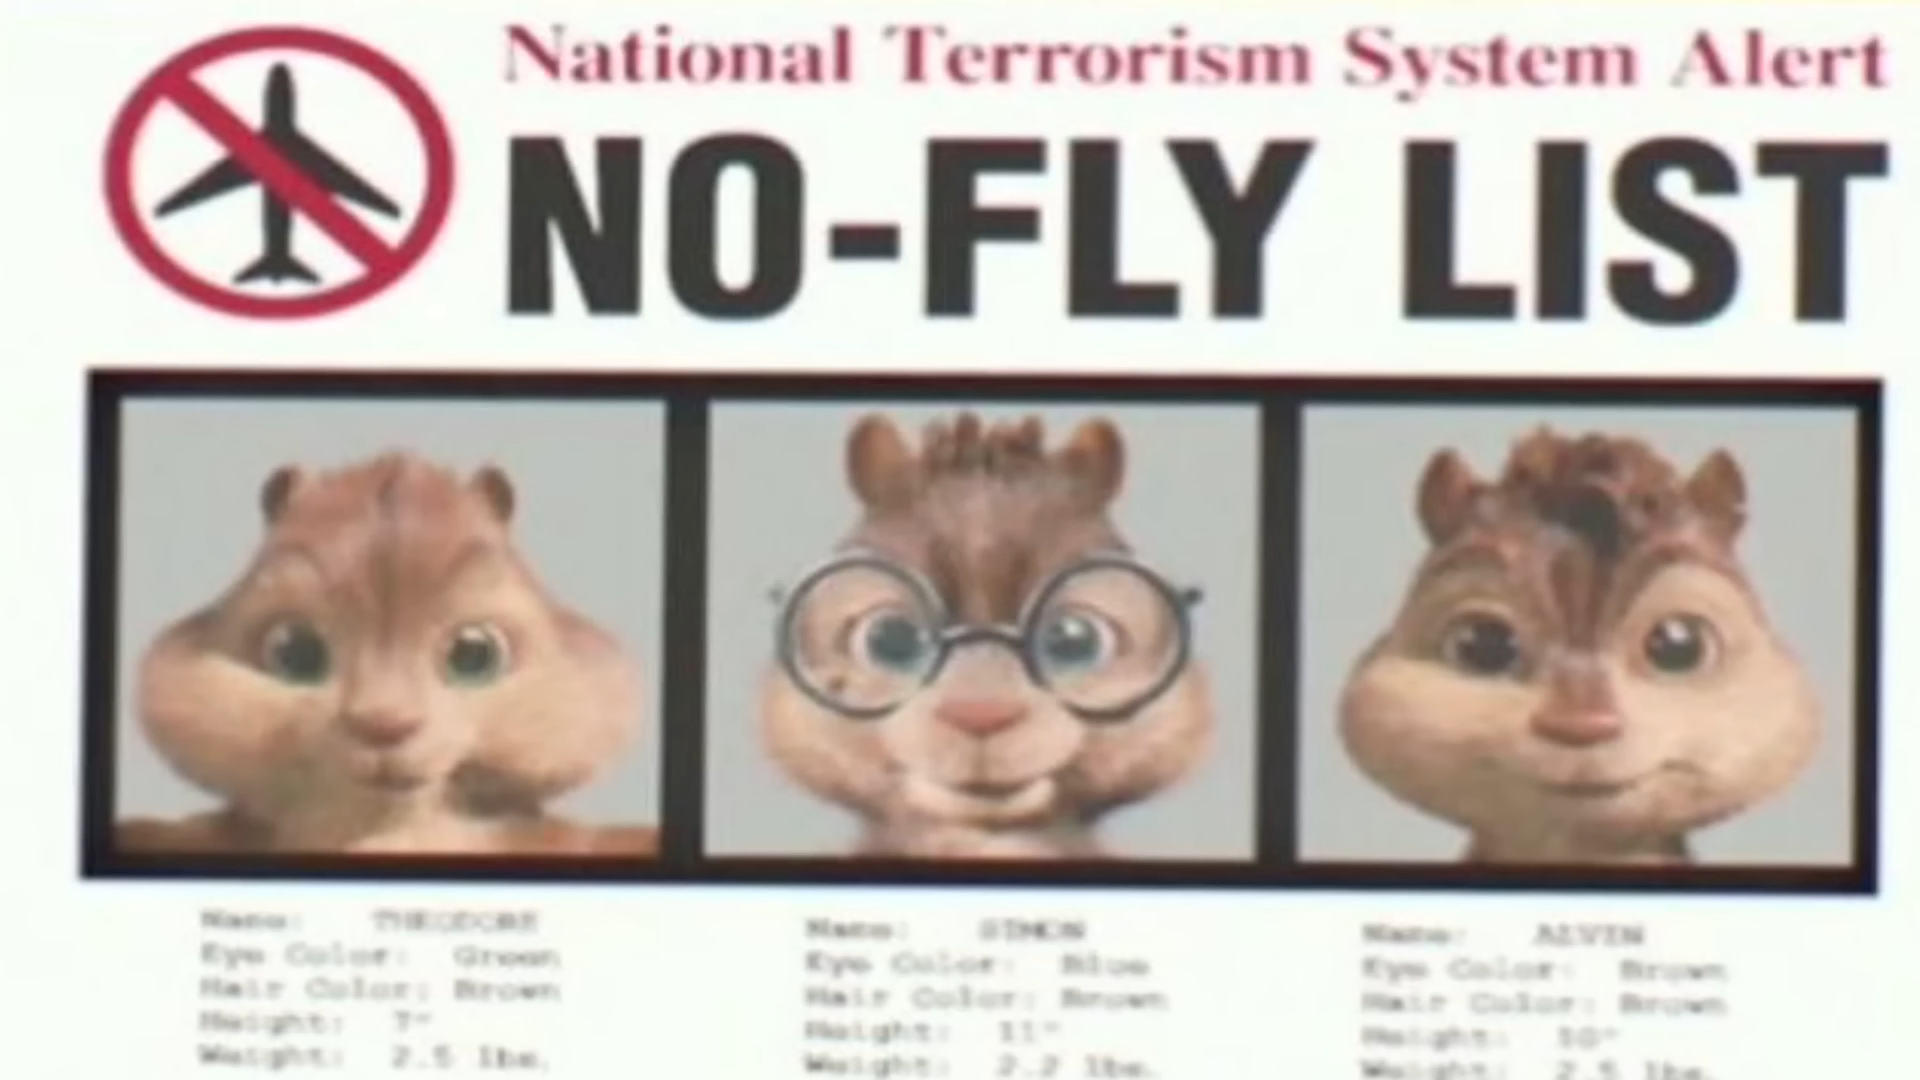 National Terrorism System Alert
NO-FLY LIST
Name: THEODORE
Eye Color: Green
Hair Color: Brown
Height: 7"
Weight: 2.5 lbs.
Name: SIMON
Eye Color: Blue
Hair Color: Brown
Height: 11"
Weight: 2.2 lbs.
Name: ALVIN
Eye Color: Brown
Hair Color: Brown
Height: 10"
Weight: 2.5 lbs.